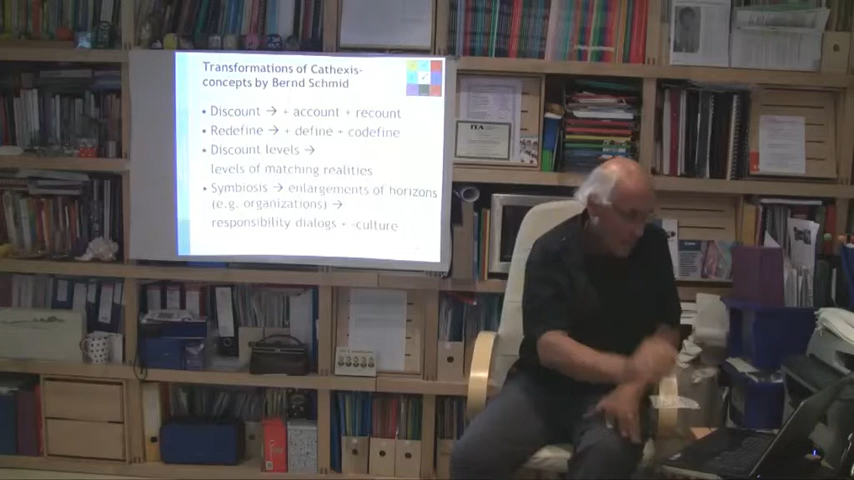 Transformations of Cathexis-
concepts by Bernd Schmid
• Discount → + account + recount
• Redefine → + define + codefine
• Discount levels →
levels of matching realities
• Symbiosis → enlargements of horizons
(e.g. organizations) →
responsibility dialogs + -culture
ITA